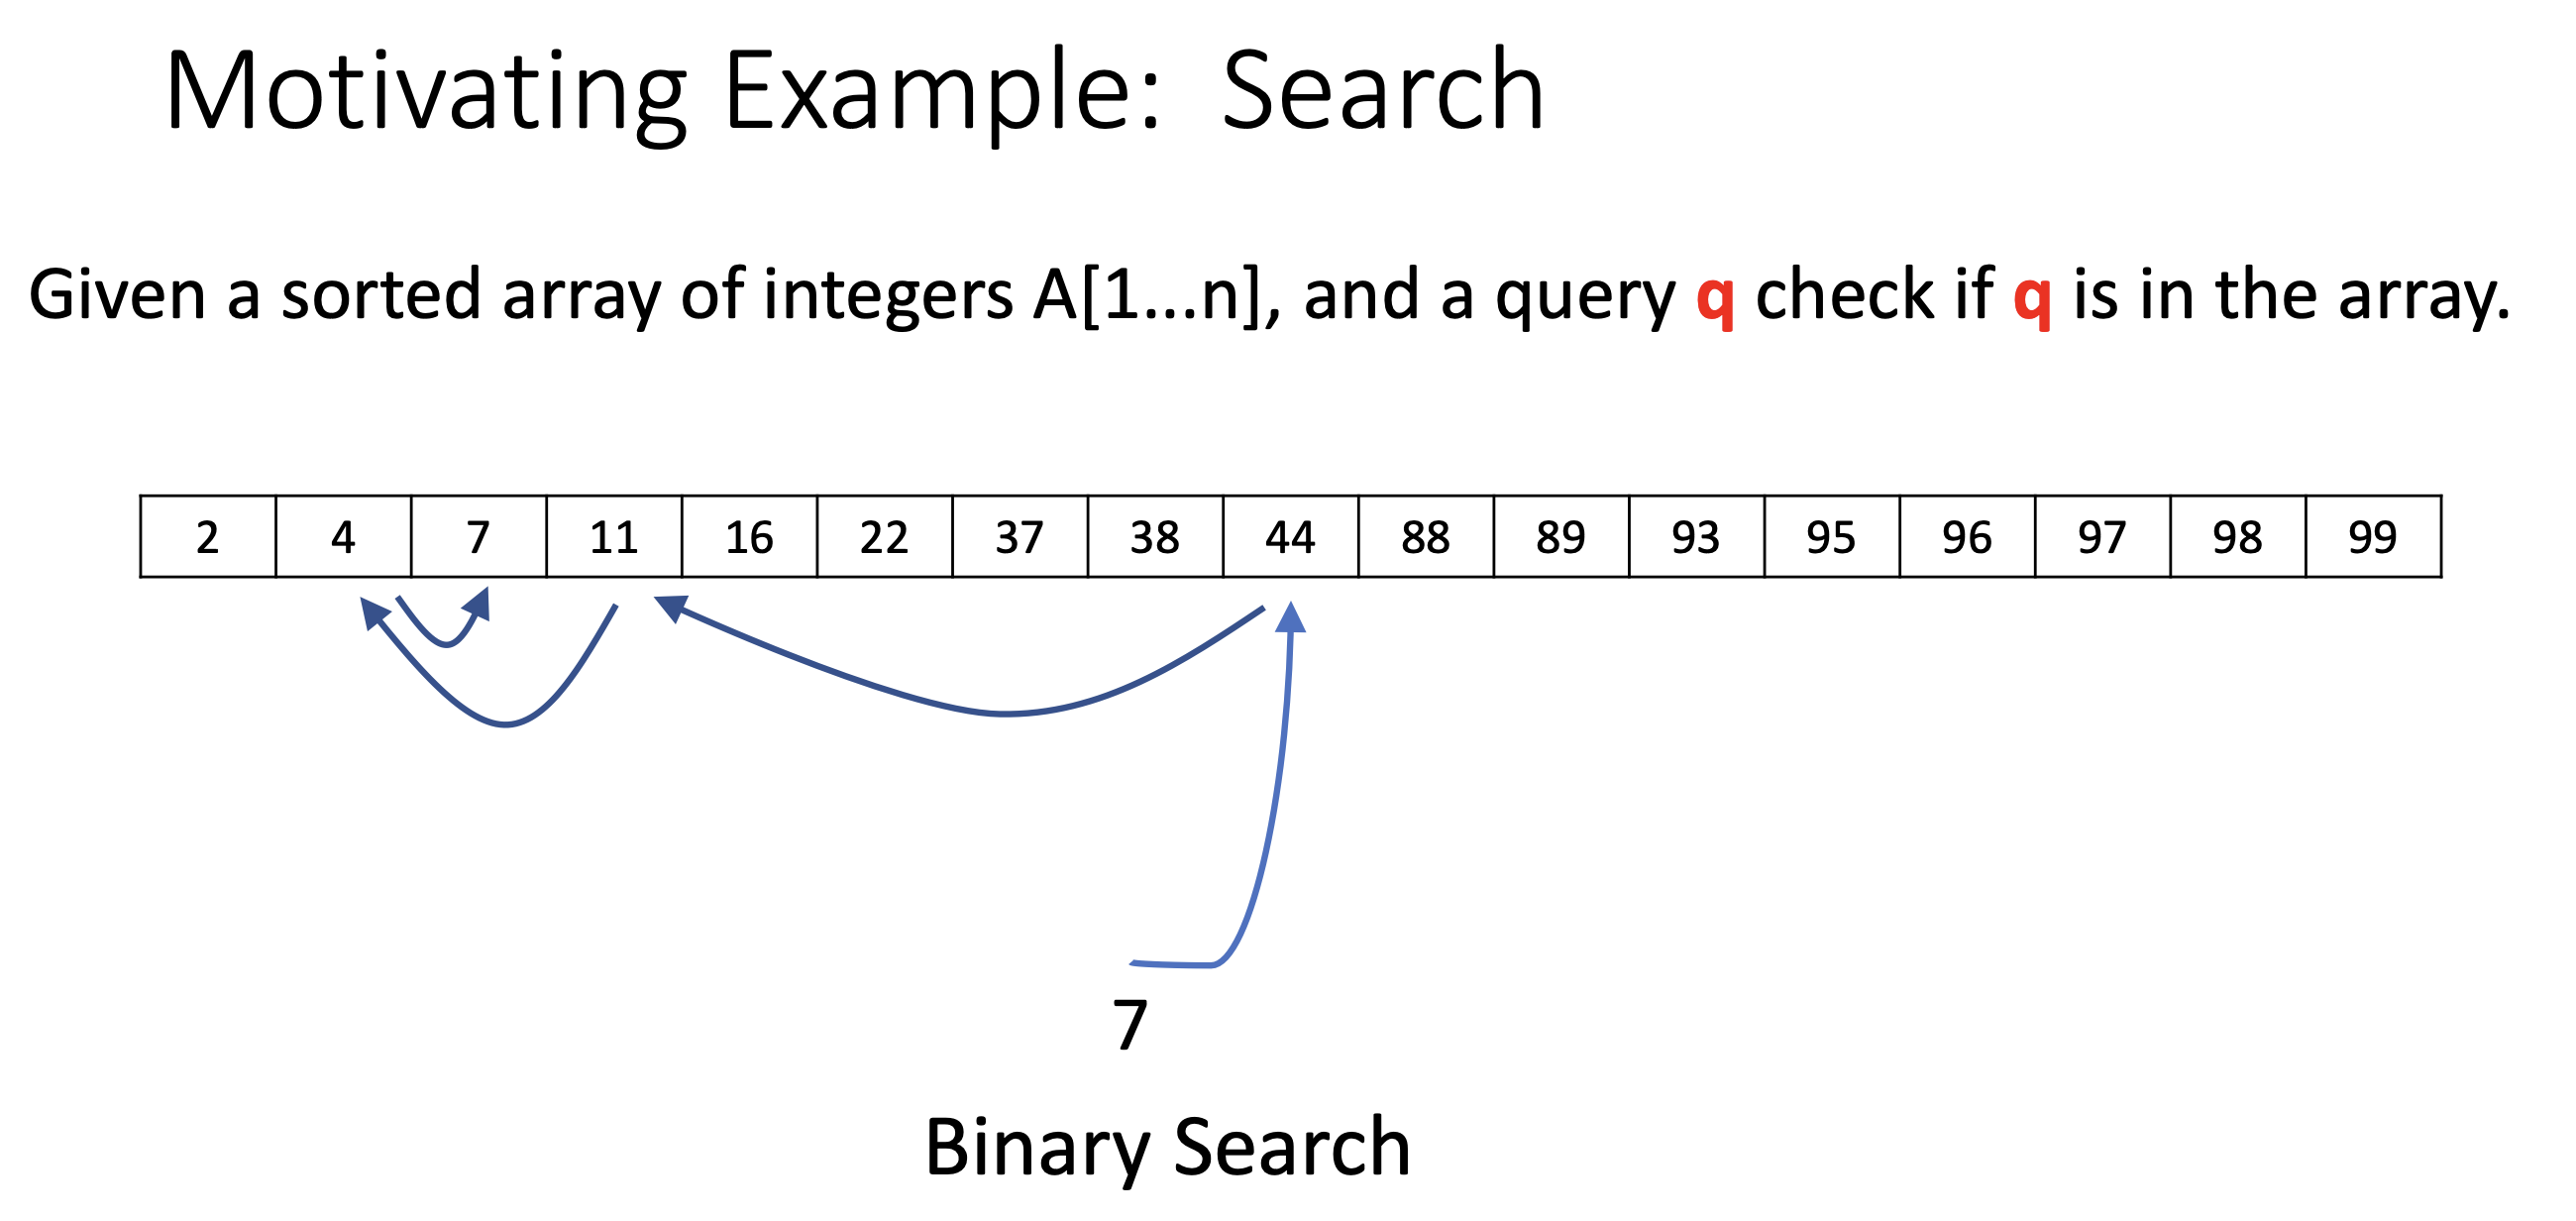 Motivating Example: Search
Given a sorted array of integers A[1...n], and a query q check if q is in the array.
2 4 7 11 16 22 37 38 44 88 89 93 95 96 97 98 99
7
Binary Search